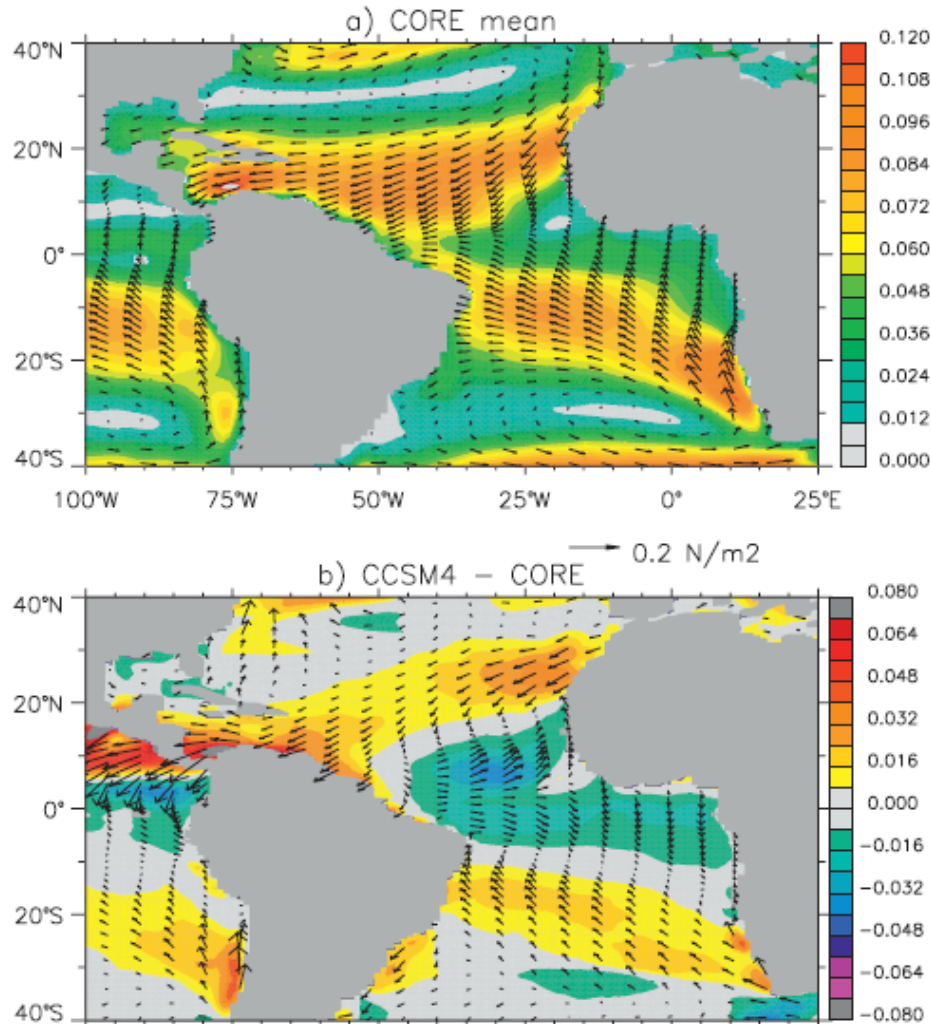 a) CORE mean
40°N
20°N
0°
20°S
40°S
100°W 75°W 50°W 25°W 0° 25°E
0.120
0.108
0.096
0.084
0.072
0.060
0.048
0.036
0.024
0.012
0.000
0.2 N/m2
b) CCSM4 – CORE
40°N
20°N
0°
20°S
40°S
0.080
0.064
0.048
0.032
0.016
0.000
−0.016
−0.032
−0.048
−0.064
−0.080